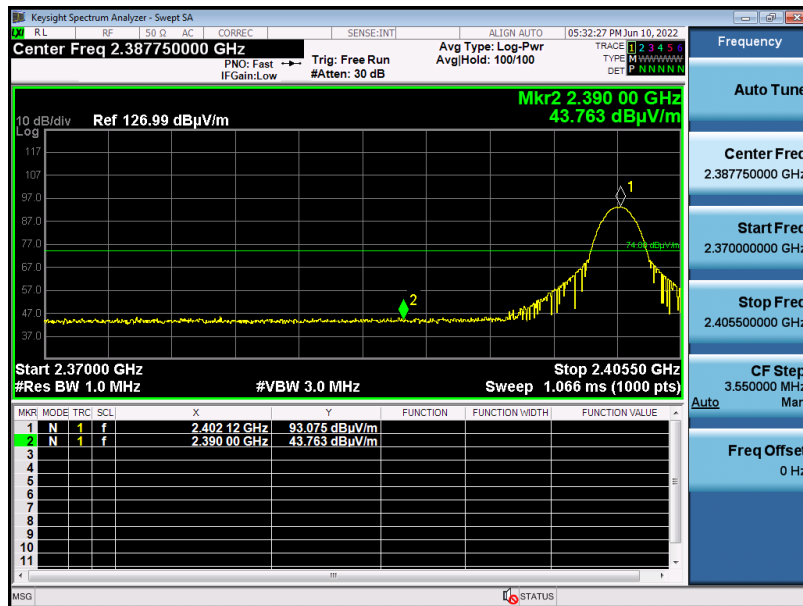 Keysight Spectrum Analyzer - Swept SA
LXI RL RF 50 Ω AC CORREC SENSE:INT ALIGN AUTO 05:32:27 PM Jun 10, 2022
Center Freq 2.387750000 GHz
PNO: Fast
IFGain:Low
Trig: Free Run
#Atten: 30 dB
Avg Type: Log-Pwr
Avg|Hold: 100/100
TRACE 1 2 3 4 5 6
TYPE M WWWWW
DET P N N N N N
Mkr2 2.390 00 GHz
43.763 dBµV/m
10 dB/div Ref 126.99 dBµV/m
Log
117
107
97.0
87.0
77.0
67.0
57.0
47.0
37.0
1
74.00 dBµV/m
2
Start 2.37000 GHz Stop 2.40550 GHz
#Res BW 1.0 MHz #VBW 3.0 MHz Sweep 1.066 ms (1000 pts)
MKR MODE TRC SCL X Y FUNCTION FUNCTION WIDTH FUNCTION VALUE
1 N 1 f 2.402 12 GHz 93.075 dBµV/m
2 N 1 f 2.390 00 GHz 43.763 dBµV/m
3
4
5
6
7
8
9
10
11
MSG STATUS
Frequency
Auto Tune
Center Freq
2.387750000 GHz
Start Freq
2.370000000 GHz
Stop Freq
2.405500000 GHz
CF Step
3.550000 MHz
Auto Man
Freq Offset
0 Hz